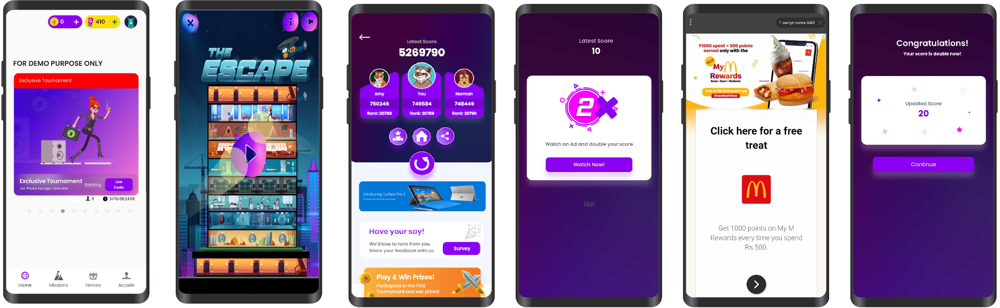 0
410
FOR DEMO PURPOSE ONLY
Exclusive Tournament
Exclusive Tournament
ket Prizes Escape now and
Ranking
Use
Code
0
347d 08:24:09
Home
Missions
Heroes
Arcade
THE
ESCAPE
Latest Score
5269790
Amy
You
Norman
750246
749584
748449
Rank: 20788
Rank: 20789
Rank: 20790
Introducing Surface Pro 4
Have your say!
We'd love to here from you.
Share your feedback with us.
Survey
Play & Win Prizes!
Participate in the FREE
Tournament and win prizes!
Latest Score
10
2X
Watch an Ad and double your score
Watch Now!
Skip
1 saniye sonra ödül
₹1000 spent = 500 points
earned only with the
NEW
My M
Rewards
Scan • Earn • Redeem
Only on the McDonald's App
Download Now
Click here for a free
treat
Get 1000 points on My M
Rewards every time you spend
Rs.500.
Congratulations!
Your score is double now!
Updated Score
20
Continue